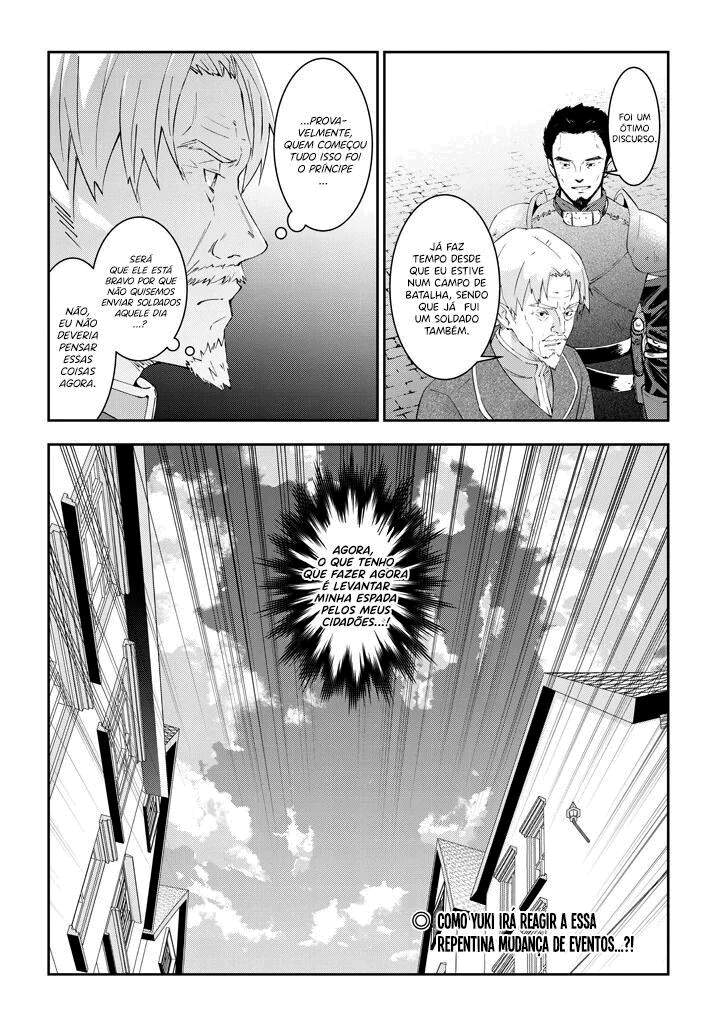 FOI UM
ÓTIMO
DISCURSO.
JÁ FAZ
TEMPO DESDE
QUE EU ESTIVE
NUM CAMPO DE
BATALHA, SENDO
QUE JÁ FUI
UM SOLDADO
TAMBÉM.
...PROVA-
VELMENTE,
QUEM COMEÇOU
TUDO ISSO FOI
O PRÍNCIPE
...
SERÁ
QUE ELE ESTÁ
BRAVO POR QUE
NÃO QUISEMOS
ENVIAR SOLDADOS
AQUELE DIA
...?
NÃO,
EU NÃO
DEVERIA
PENSAR
ESSAS
COISAS
AGORA.
AGORA,
O QUE TENHO
QUE FAZER AGORA
É LEVANTAR
MINHA ESPADA
PELOS MEUS
CIDADÕES...!
COMO YUKI IRÁ REAGIR A ESSA
REPENTINA MUDANÇA DE EVENTOS...?!